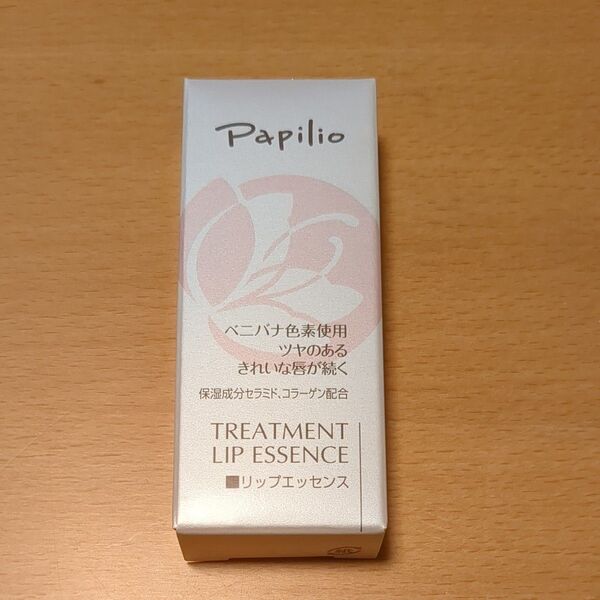 Papilio
ベニバナ色素使用
ツヤのある
きれいな唇が続く
保湿成分セラミド、コラーゲン配合
TREATMENT
LIP ESSENCE
■リップエッセンス